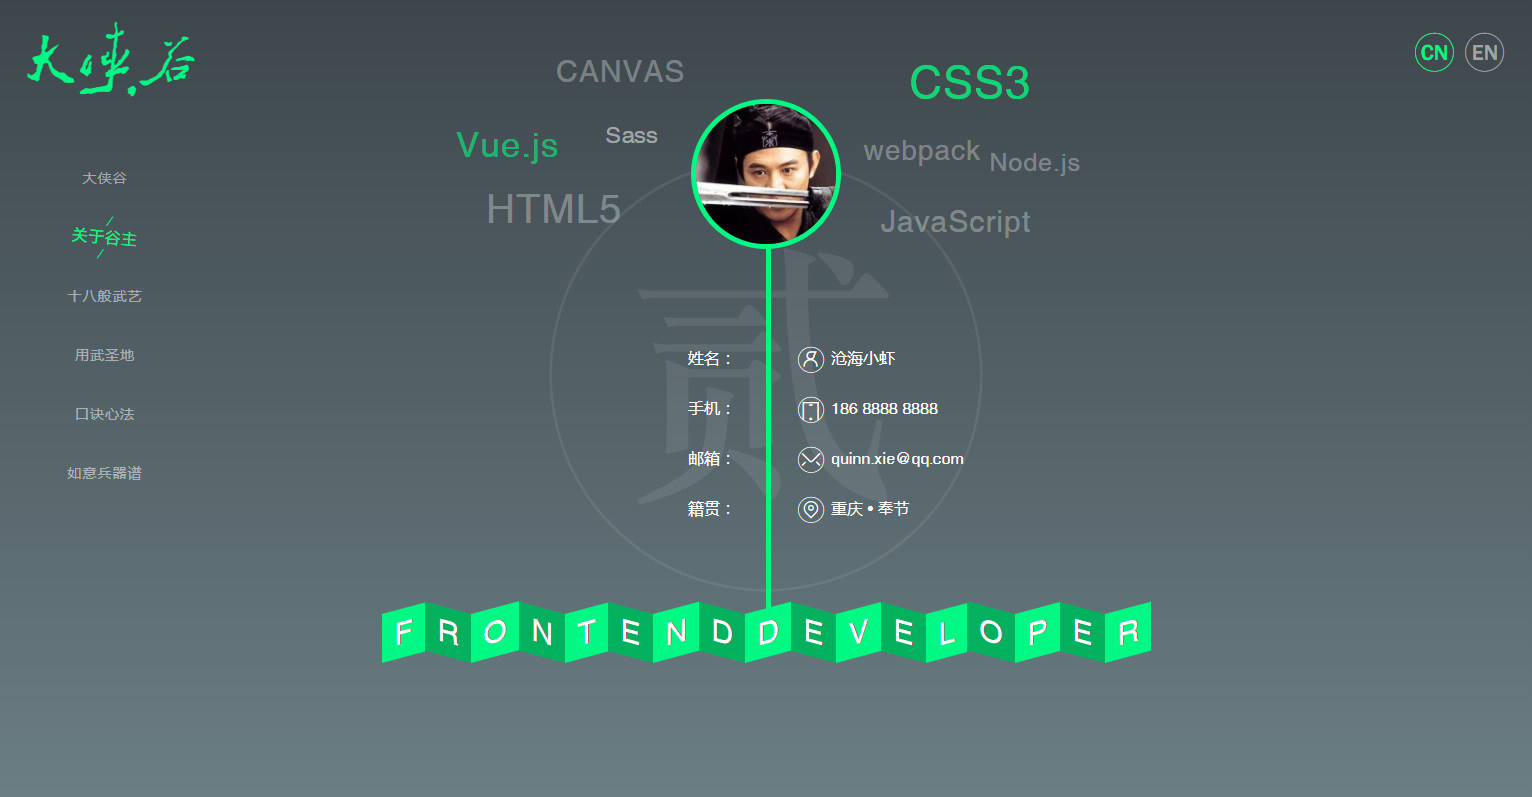 大侠谷
CN EN
CANVAS
CSS3
Vue.js
Sass
webpack
Node.js
HTML5
JavaScript
大侠谷
关于谷主
十八般武艺
用武圣地
口诀心法
如意兵器谱
贰
姓名： 沧海小虾
手机： 186 8888 8888
邮箱： quinn.xie@qq.com
籍贯： 重庆 • 奉节
FRONTENDDEVELOPER